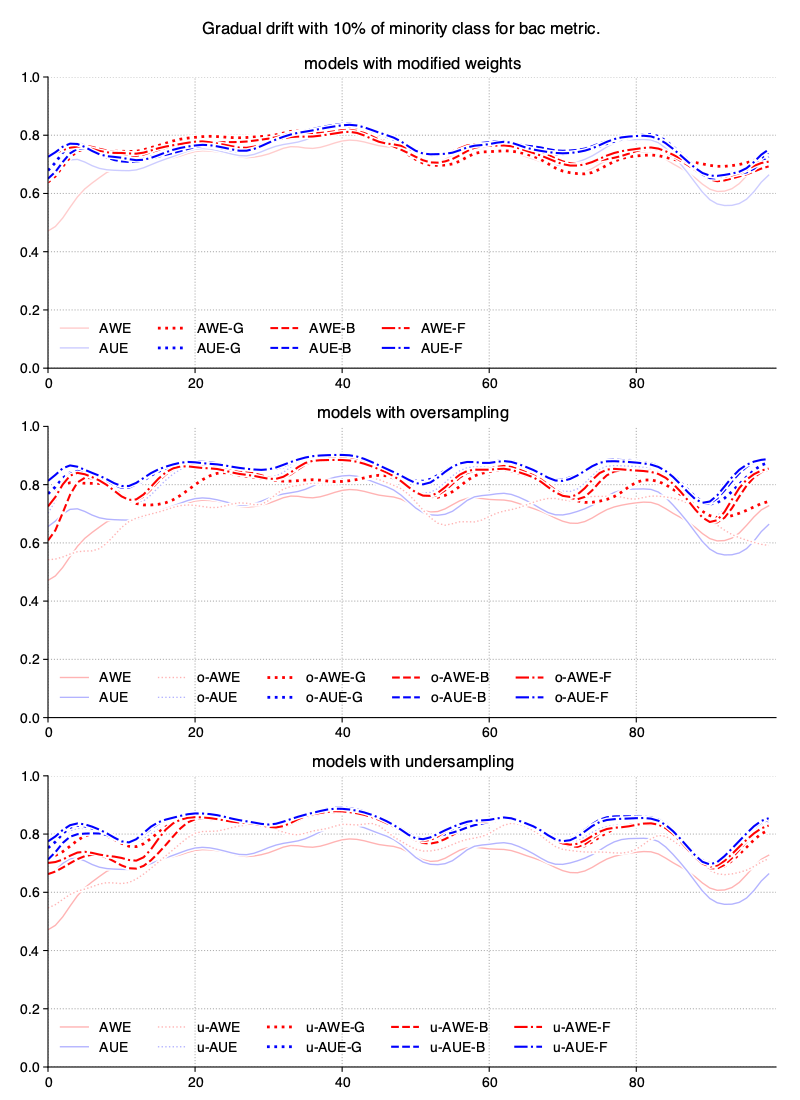 Gradual drift with 10% of minority class for bac metric.
models with modified weights
1.0
0.8
0.6
0.4
0.2
0.0
AWE AWE-G AWE-B AWE-F
AUE AUE-G AUE-B AUE-F
0 20 40 60 80
models with oversampling
1.0
0.8
0.6
0.4
0.2
0.0
AWE o-AWE o-AWE-G o-AWE-B o-AWE-F
AUE o-AUE o-AUE-G o-AUE-B o-AUE-F
0 20 40 60 80
models with undersampling
1.0
0.8
0.6
0.4
0.2
0.0
AWE u-AWE u-AWE-G u-AWE-B u-AWE-F
AUE u-AUE u-AUE-G u-AUE-B u-AUE-F
0 20 40 60 80